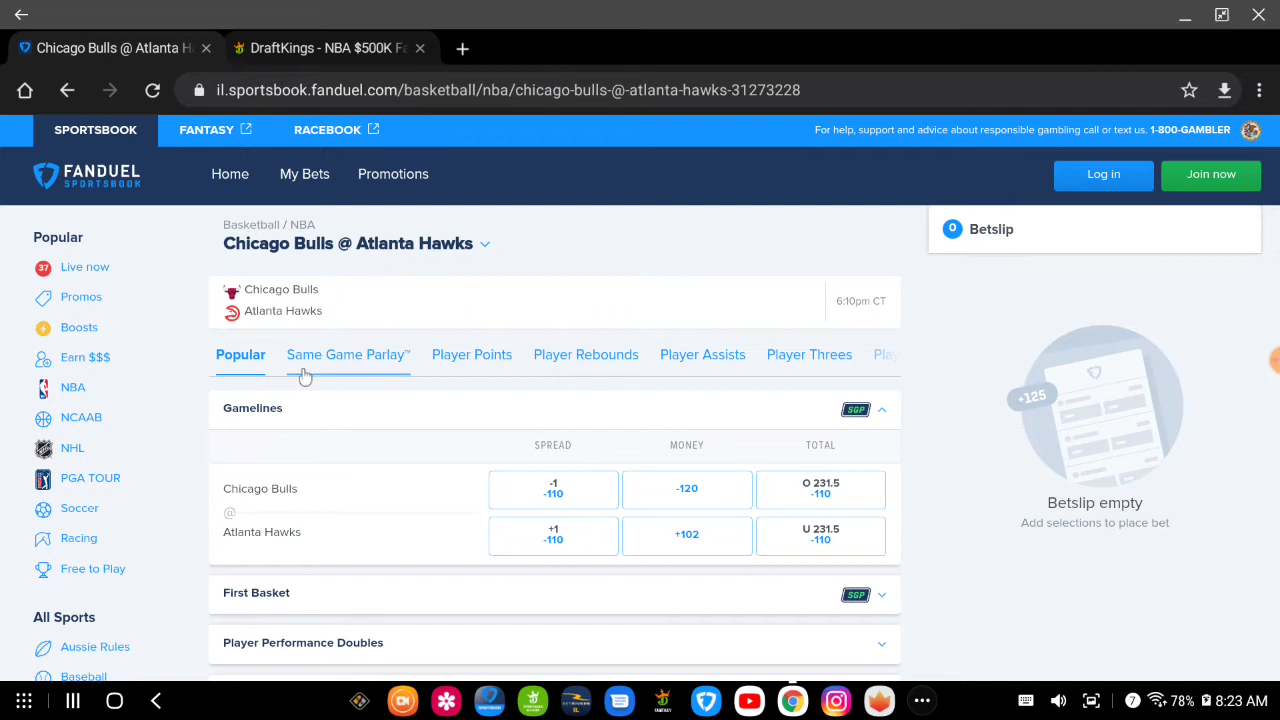 Chicago Bulls @ Atlanta H
DraftKings - NBA $500K F
il.sportsbook.fanduel.com/basketball/nba/chicago-bulls-@-atlanta-hawks-31273228
SPORTSBOOK FANTASY RACEBOOK For help, support and advice about responsible gambling call or text us. 1-800-GAMBLER
FANDUEL SPORTSBOOK
Home My Bets Promotions Log in Join now
Popular
37 Live now
Promos
Boosts
Earn $$$
NBA
NCAAB
NHL
PGA TOUR
Soccer
Racing
Free to Play
All Sports
Aussie Rules
Baseball
Basketball / NBA
Chicago Bulls @ Atlanta Hawks
Chicago Bulls
Atlanta Hawks
6:10pm CT
Popular Same Game Parlay™ Player Points Player Rebounds Player Assists Player Threes Play
Gamelines SGP
SPREAD MONEY TOTAL
Chicago Bulls -1 -110 -120 O 231.5 -110
@
Atlanta Hawks +1 -110 +102 U 231.5 -110
First Basket SGP
Player Performance Doubles
0 Betslip
+125
Betslip empty
Add selections to place bet
7 78% 8:23 AM